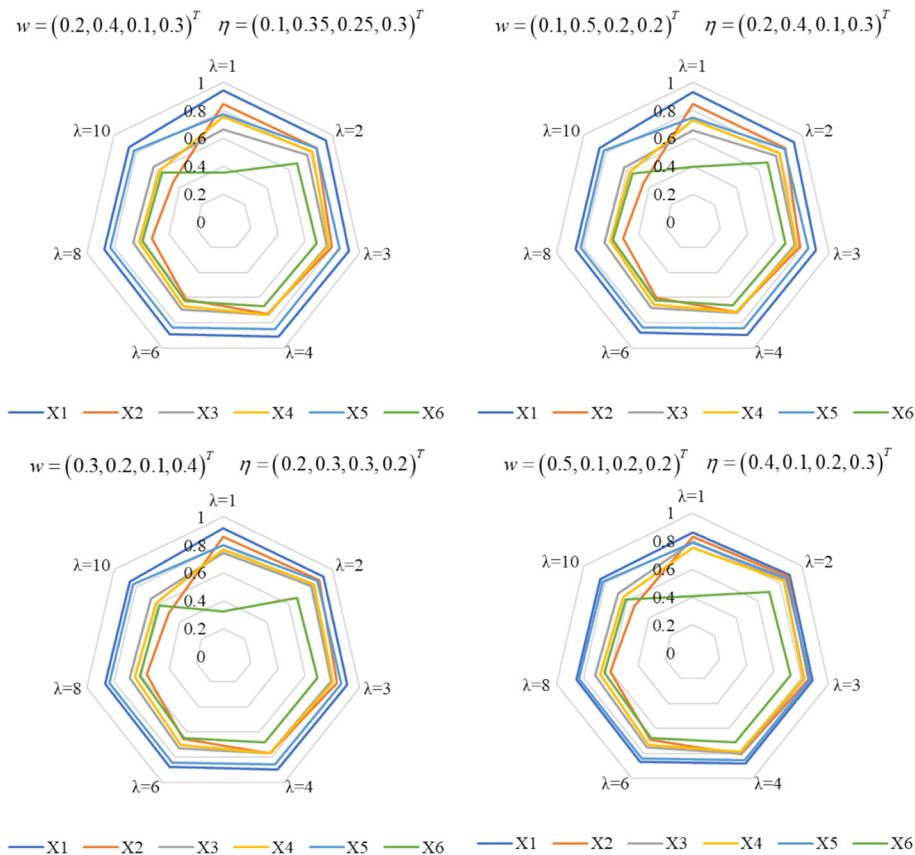 w = (0.2, 0.4, 0.1, 0.3)^T η = (0.1, 0.35, 0.25, 0.3)^T
λ=1
1
0.8
0.6
0.4
0.2
0
λ=2
λ=3
λ=4
λ=6
λ=8
λ=10
X1 X2 X3 X4 X5 X6
w = (0.1, 0.5, 0.2, 0.2)^T η = (0.2, 0.4, 0.1, 0.3)^T
λ=1
1
0.8
0.6
0.4
0.2
0
λ=2
λ=3
λ=4
λ=6
λ=8
λ=10
X1 X2 X3 X4 X5 X6
w = (0.3, 0.2, 0.1, 0.4)^T η = (0.2, 0.3, 0.3, 0.2)^T
λ=1
1
0.8
0.6
0.4
0.2
0
λ=2
λ=3
λ=4
λ=6
λ=8
λ=10
X1 X2 X3 X4 X5 X6
w = (0.5, 0.1, 0.2, 0.2)^T η = (0.4, 0.1, 0.2, 0.3)^T
λ=1
1
0.8
0.6
0.4
0.2
0
λ=2
λ=3
λ=4
λ=6
λ=8
λ=10
X1 X2 X3 X4 X5 X6